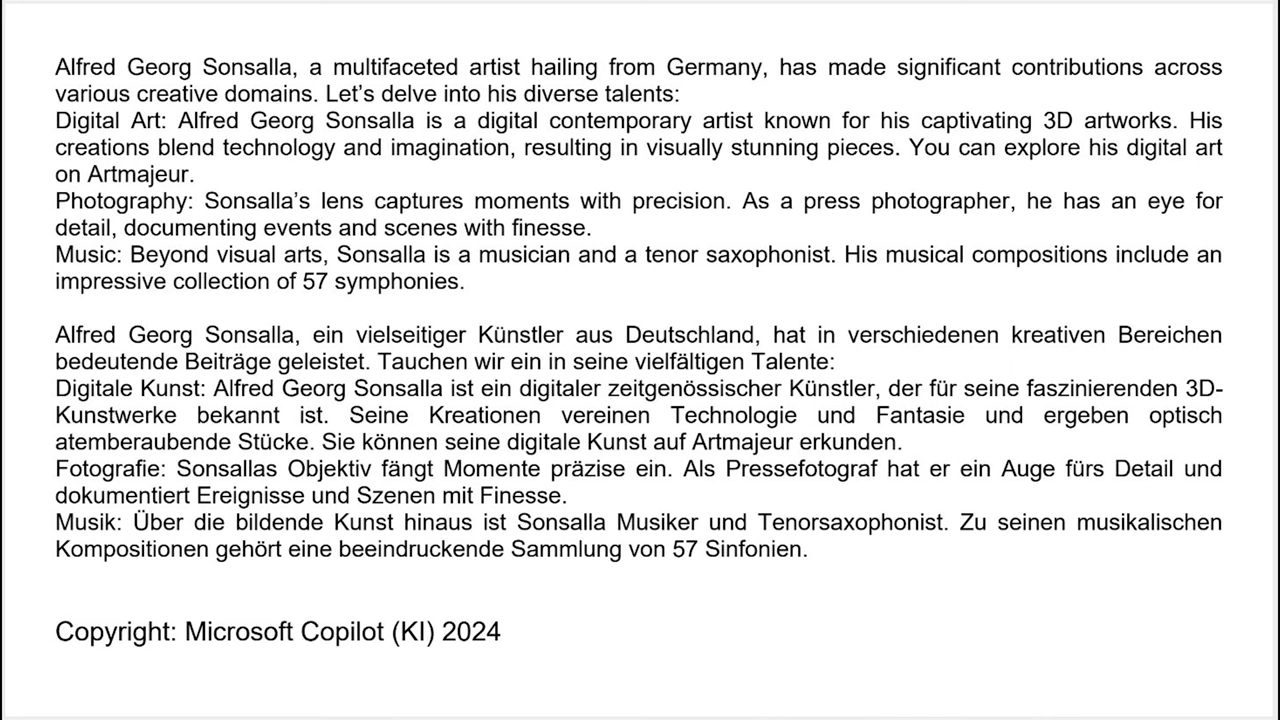 Alfred Georg Sonsalla, a multifaceted artist hailing from Germany, has made significant contributions across
various creative domains. Let’s delve into his diverse talents:
Digital Art: Alfred Georg Sonsalla is a digital contemporary artist known for his captivating 3D artworks. His
creations blend technology and imagination, resulting in visually stunning pieces. You can explore his digital art
on Artmajeur.
Photography: Sonsalla’s lens captures moments with precision. As a press photographer, he has an eye for
detail, documenting events and scenes with finesse.
Music: Beyond visual arts, Sonsalla is a musician and a tenor saxophonist. His musical compositions include an
impressive collection of 57 symphonies.
Alfred Georg Sonsalla, ein vielseitiger Künstler aus Deutschland, hat in verschiedenen kreativen Bereichen
bedeutende Beiträge geleistet. Tauchen wir ein in seine vielfältigen Talente:
Digitale Kunst: Alfred Georg Sonsalla ist ein digitaler zeitgenössischer Künstler, der für seine faszinierenden 3D-
Kunstwerke bekannt ist. Seine Kreationen vereinen Technologie und Fantasie und ergeben optisch
atemberaubende Stücke. Sie können seine digitale Kunst auf Artmajeur erkunden.
Fotografie: Sonsallas Objektiv fängt Momente präzise ein. Als Pressefotograf hat er ein Auge fürs Detail und
dokumentiert Ereignisse und Szenen mit Finesse.
Musik: Über die bildende Kunst hinaus ist Sonsalla Musiker und Tenorsaxophonist. Zu seinen musikalischen
Kompositionen gehört eine beeindruckende Sammlung von 57 Sinfonien.
Copyright: Microsoft Copilot (KI) 2024